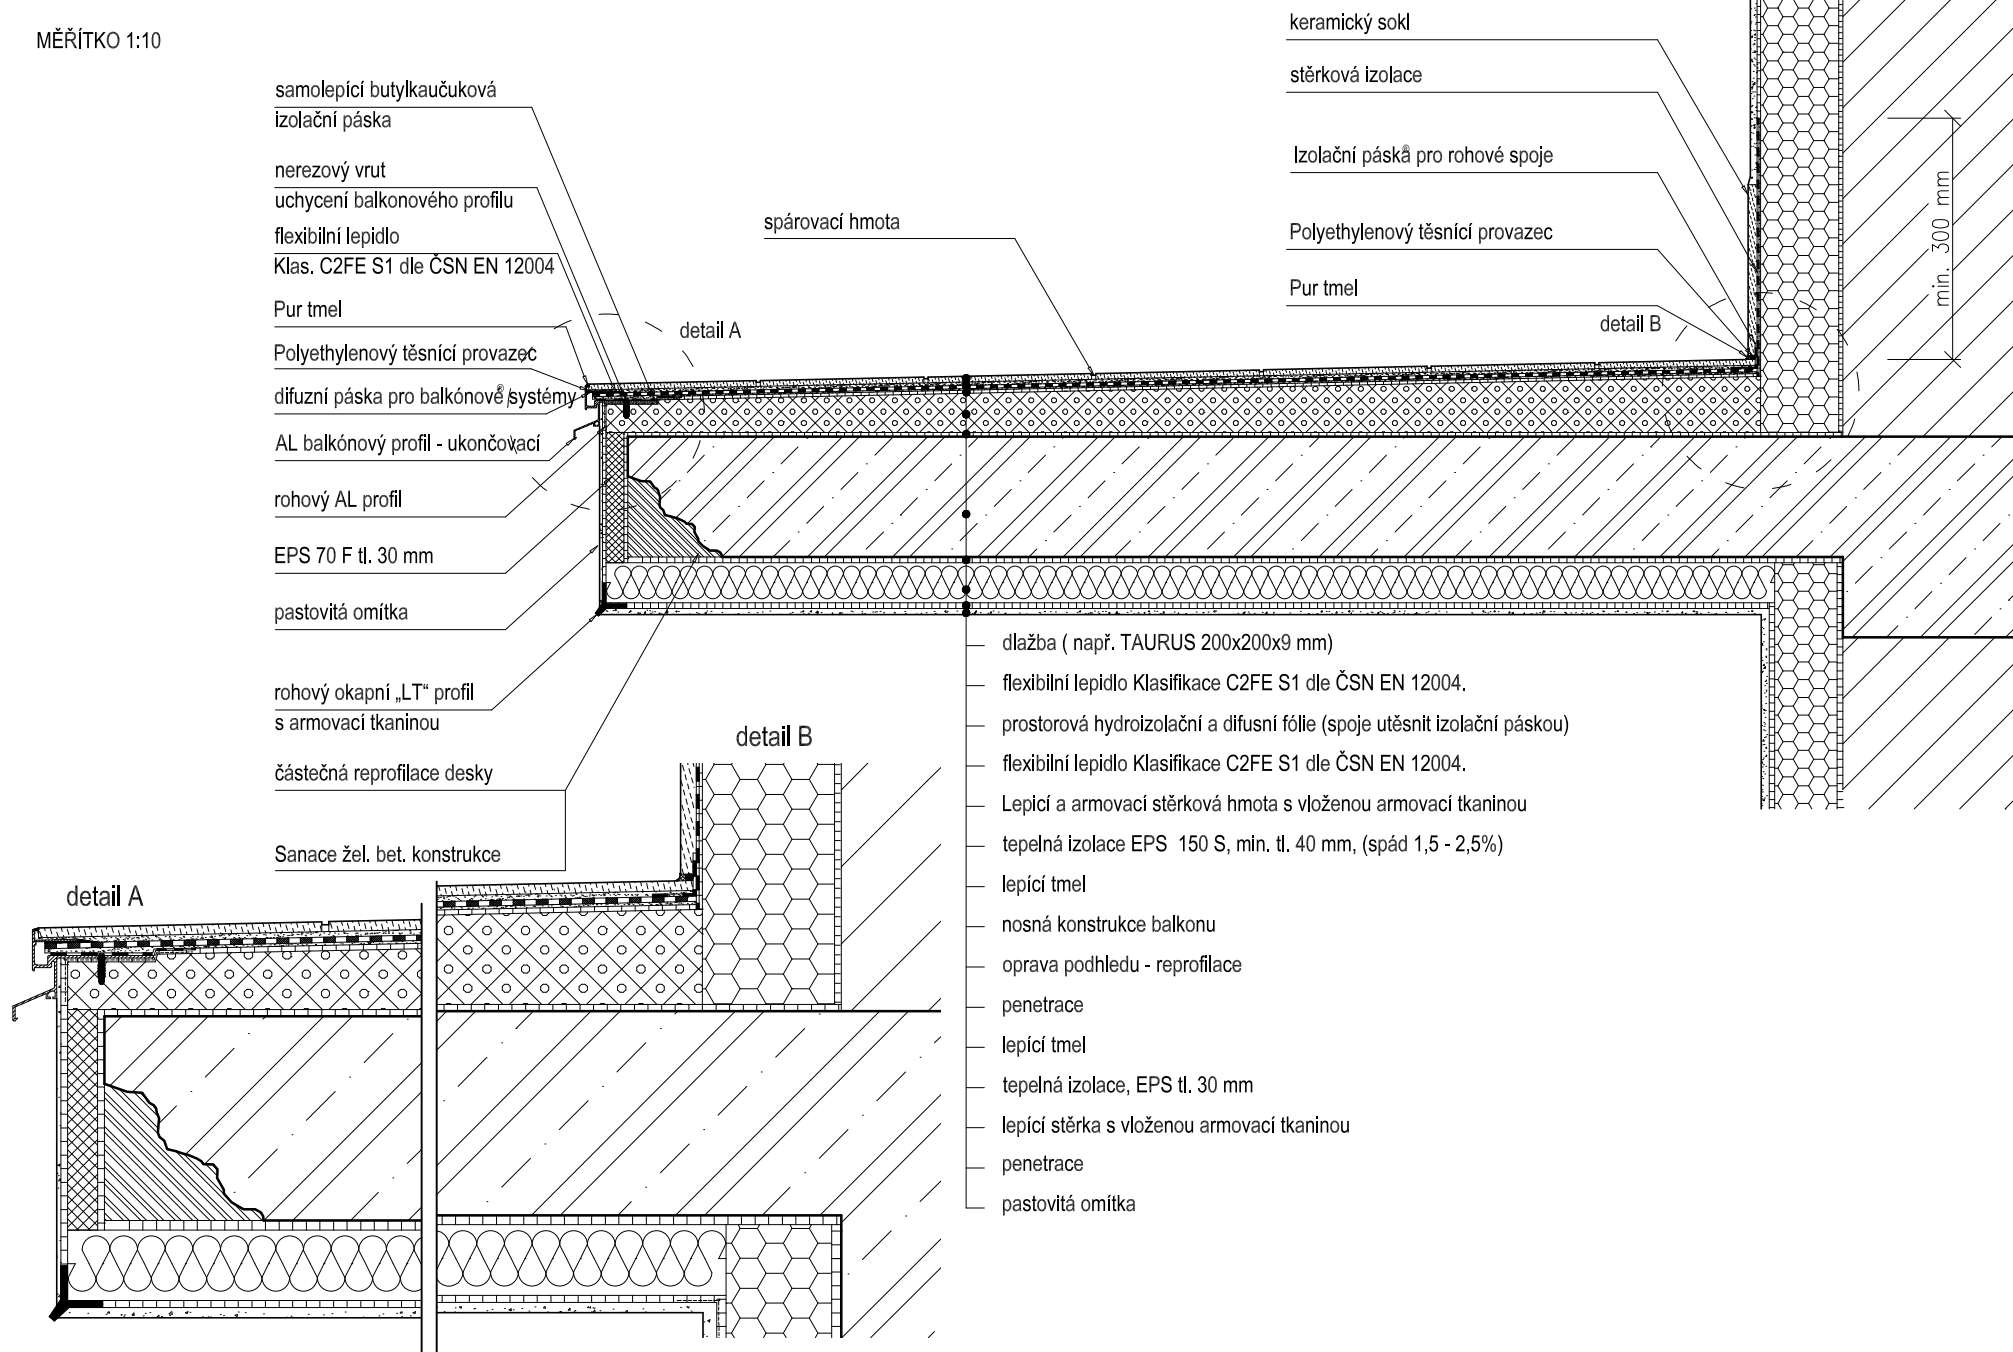 MĚŘÍTKO 1:10
samolepící butylkaučuková
izolační páska
nerezový vrut
uchycení balkonového profilu
flexibilní lepidlo
Klas. C2FE S1 dle ČSN EN 12004
Pur tmel
Polyethylenový těsnící provazec
difuzní páska pro balkónové® systémy
AL balkónový profil - ukončovací
rohový AL profil
EPS 70 F tl. 30 mm
pastovitá omítka
rohový okapní „LT“ profil
s armovací tkaninou
částečná reprofilace desky
Sanace žel. bet. konstrukce
spárovací hmota
detail A
keramický sokl
stěrková izolace
Izolační páska® pro rohové spoje
Polyethylenový těsnící provazec
Pur tmel
detail B
min. 300 mm
dlažba ( např. TAURUS 200x200x9 mm)
flexibilní lepidlo Klasifikace C2FE S1 dle ČSN EN 12004.
prostorová hydroizolační a difusní fólie (spoje utěsnit izolační páskou)
flexibilní lepidlo Klasifikace C2FE S1 dle ČSN EN 12004.
Lepicí a armovací stěrková hmota s vloženou armovací tkaninou
tepelná izolace EPS 150 S, min. tl. 40 mm, (spád 1,5 - 2,5%)
lepící tmel
nosná konstrukce balkonu
oprava podhledu - reprofilace
penetrace
lepící tmel
tepelná izolace, EPS tl. 30 mm
lepící stěrka s vloženou armovací tkaninou
penetrace
pastovitá omítka
detail B
detail A